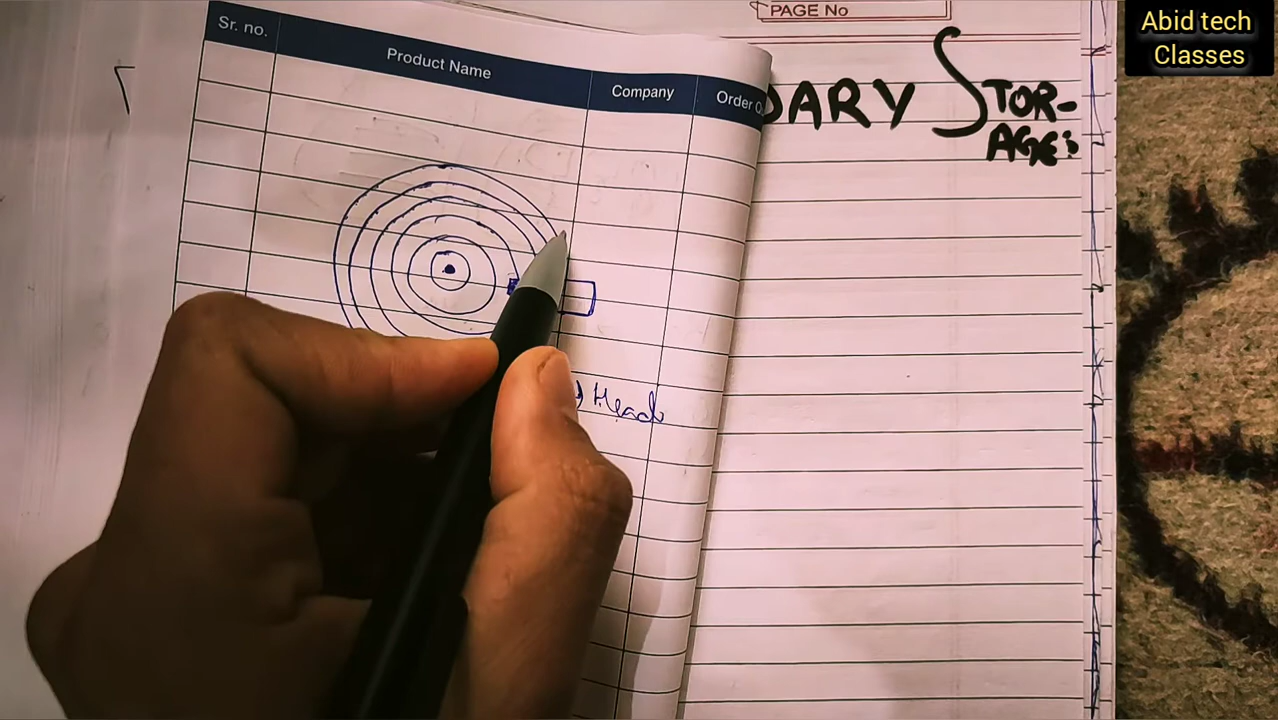 PAGE No
Abid tech
Classes
Sr. no.
Product Name
Company
Order
DARY STOR-
AGE:
Head